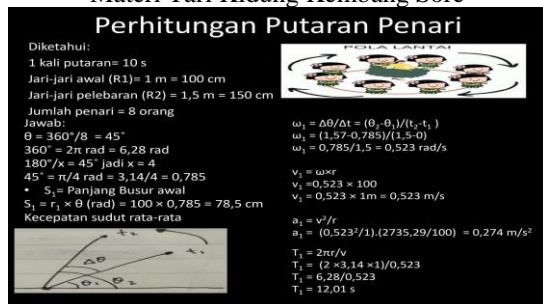 Materi Tari Kidung Kembang Sore
Perhitungan Putaran Penari
Diketahui:
1 kali putaran= 10 s
Jari-jari awal (R1)= 1 m = 100 cm
Jari-jari pelebaran (R2) = 1,5 m = 150 cm
Jumlah penari = 8 orang
Jawab:
θ = 360°/8 = 45˚
360˚ = 2π rad = 6,28 rad
180°/x = 45˚ jadi x = 4
45˚ = π/4 rad = 3,14/4 = 0,785
• S₁= Panjang Busur awal
S₁ = r₁ × θ (rad) = 100 × 0,785 = 78,5 cm
Kecepatan sudut rata-rata
t₂
t₁
Δθ
θ₁
θ₂
POLA LANTAI
ω₁ = Δθ/Δt = (θ₂-θ₁)/(t₂-t₁ )
ω₁ = (1,57-0,785)/(1,5-0)
ω₁ = 0,785/1,5 = 0,523 rad/s
v₁ = ω×r
v₁ =0,523 × 100
v₁ = 0,523 × 1m = 0,523 m/s
a₁ = v²/r
a₁ = (0,523²/1).(2735,29/100) = 0,274 m/s²
T₁ = 2πr/v
T₁ = (2 ×3,14 ×1)/0,523
T₁ = 6,28/0,523
T₁ = 12,01 s